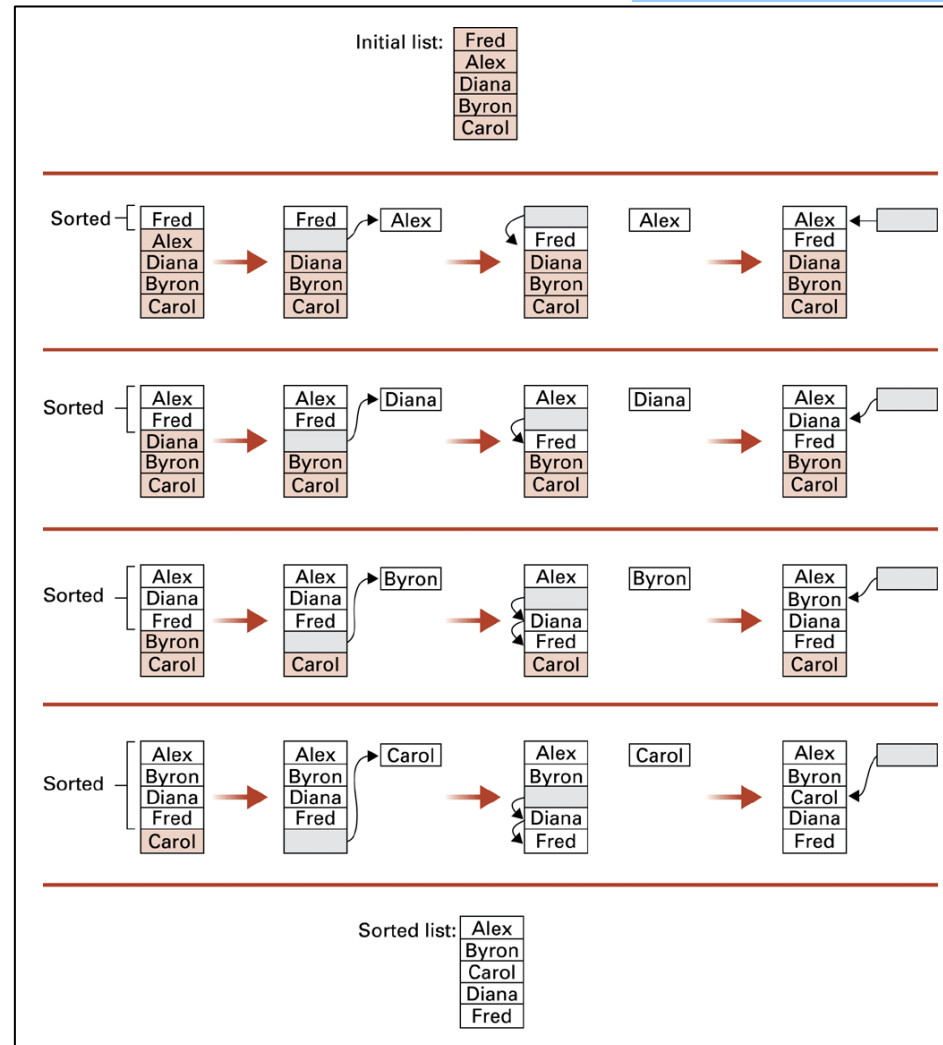 Initial list: Fred
Alex
Diana
Byron
Carol
Sorted Fred Fred Alex Alex Alex
Alex Fred Fred
Diana Diana Diana Diana
Byron Byron Byron Byron
Carol Carol Carol Carol
Alex Alex Diana Alex Diana Alex
Sorted Fred Fred Diana
Diana Fred Fred
Byron Byron Byron Byron
Carol Carol Carol Carol
Alex Alex Byron Alex Byron Alex
Sorted Diana Diana Byron
Fred Fred Diana Diana
Byron Fred Fred
Carol Carol Carol Carol
Alex Alex Carol Alex Carol Alex
Byron Byron Byron Byron
Sorted Diana Diana Carol
Fred Fred Diana Diana
Carol Fred Fred
Sorted list: Alex
Byron
Carol
Diana
Fred